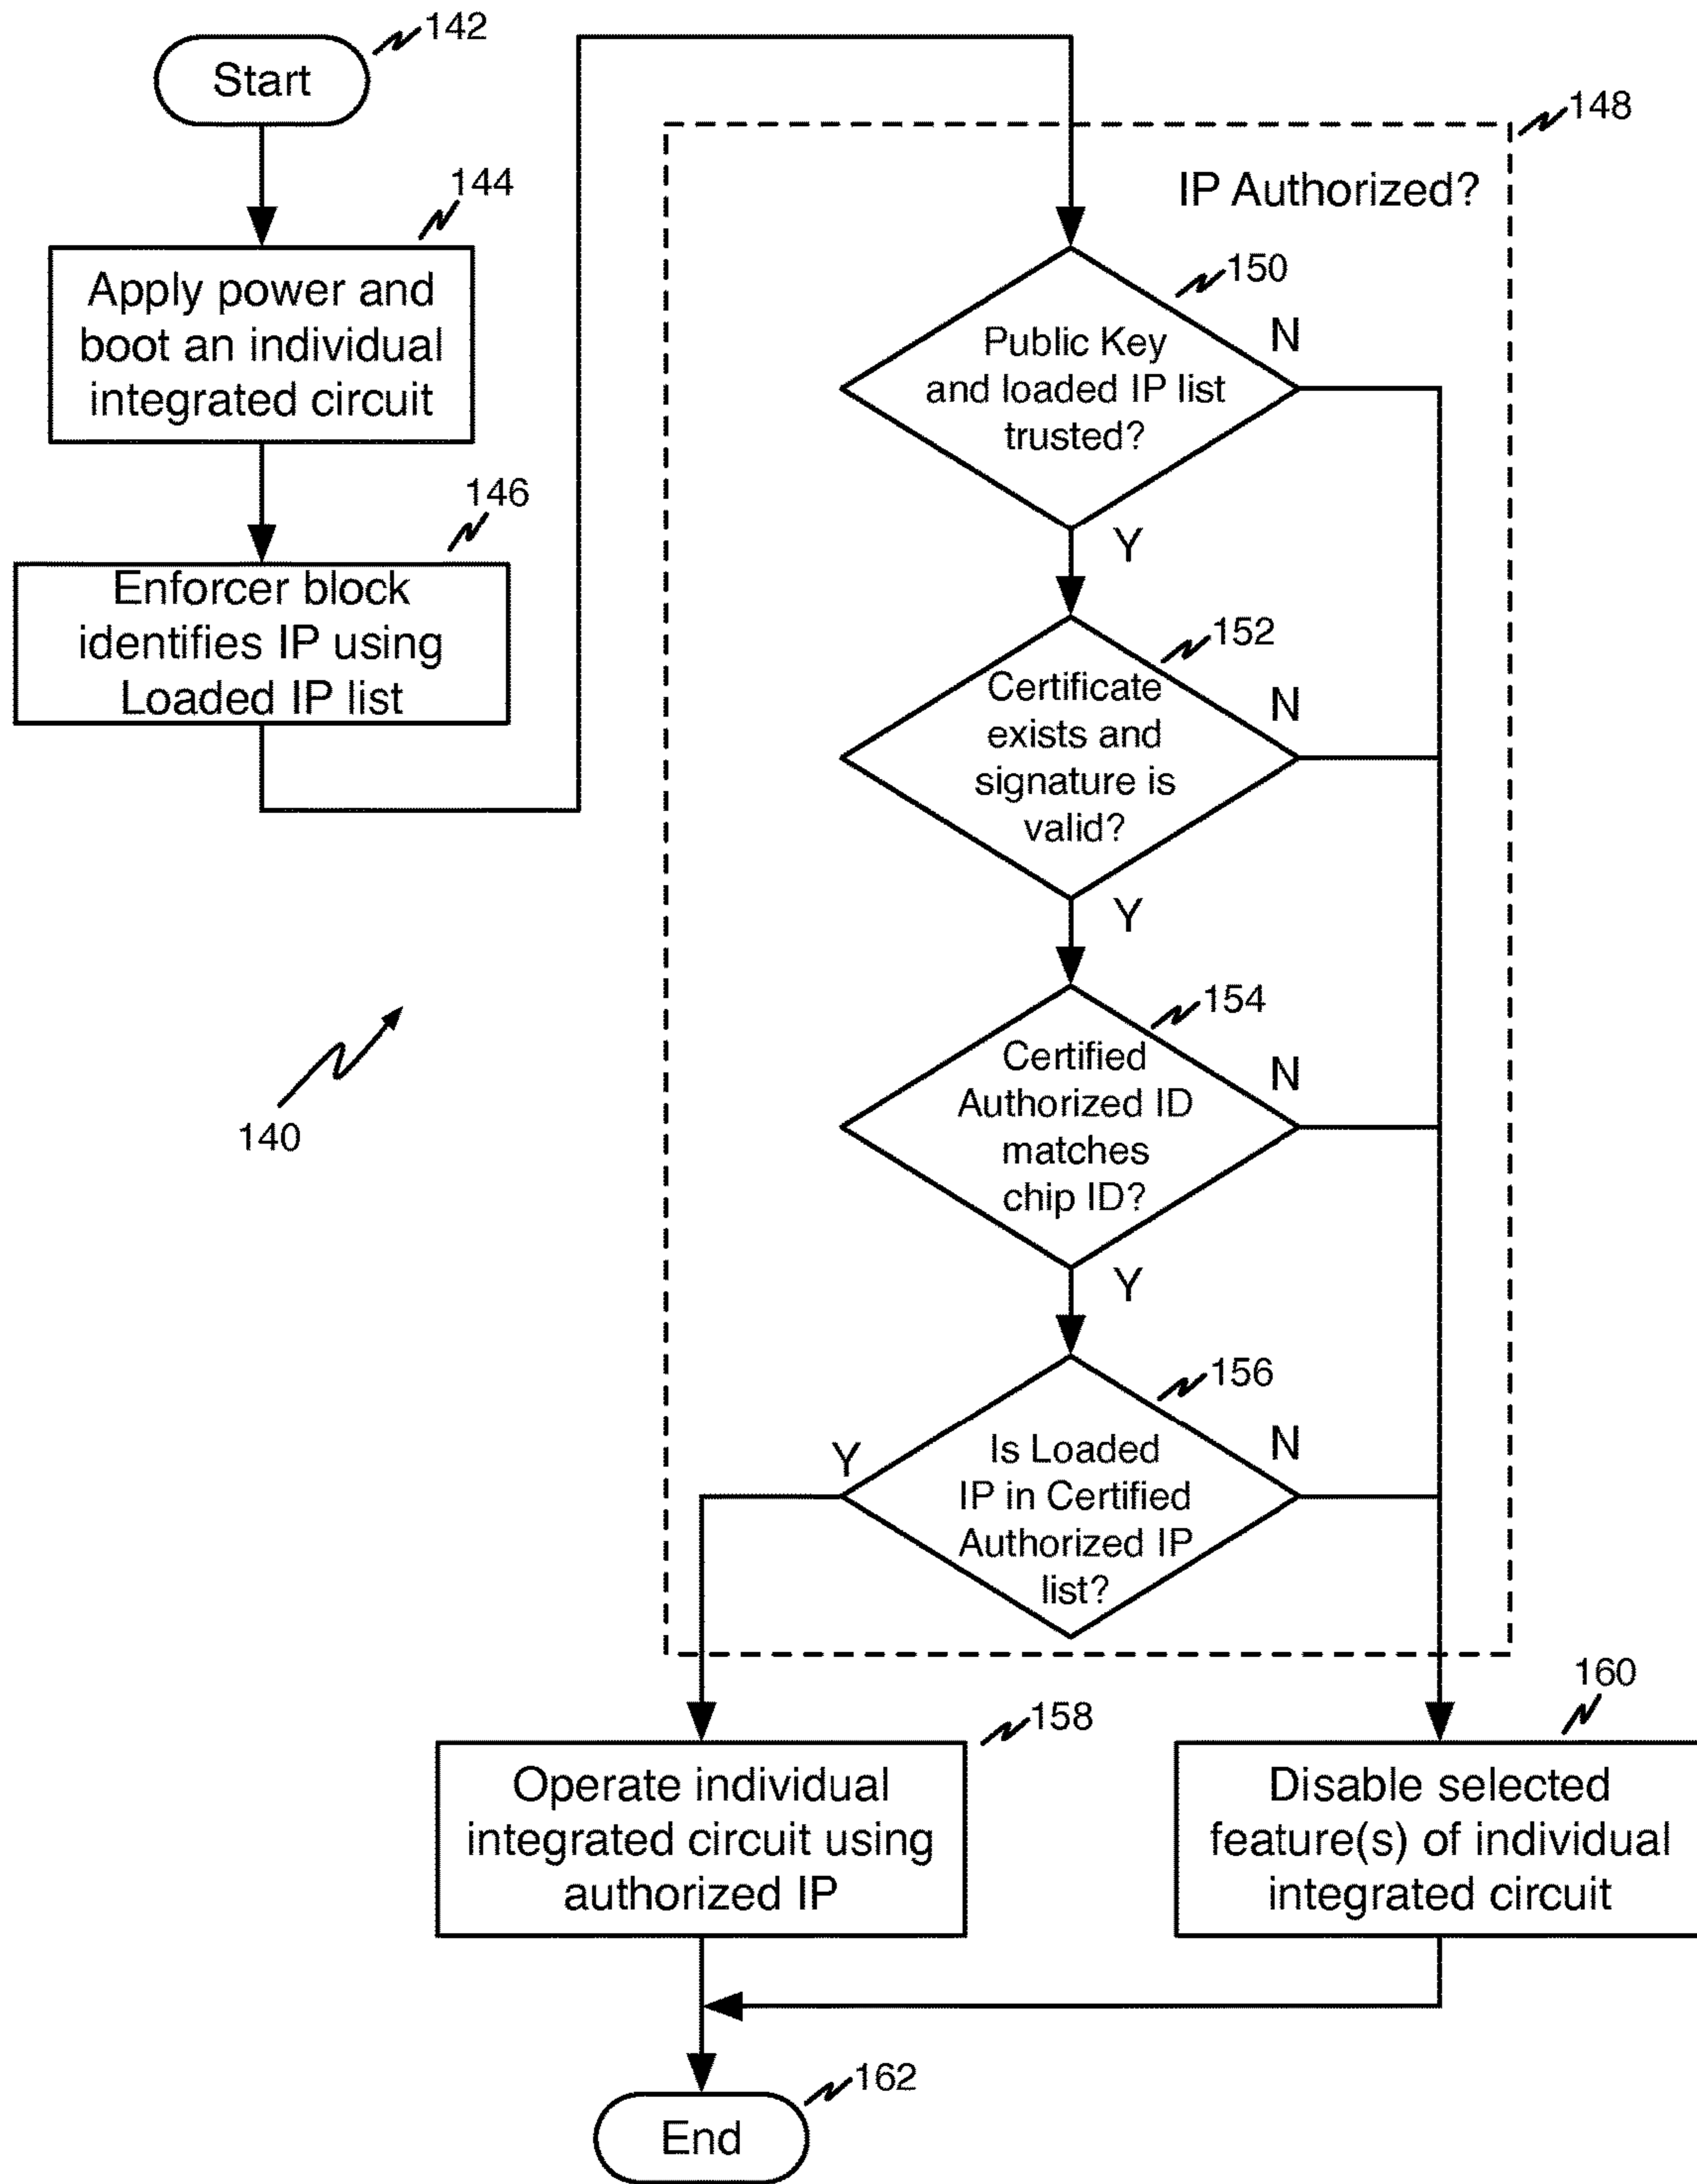 142
Start
144
Apply power and
boot an individual
integrated circuit
146
Enforcer block
identifies IP using
Loaded IP list
148
IP Authorized?
150
Public Key
and loaded IP list
trusted?
N
Y
152
Certificate
exists and
signature is
valid?
N
Y
154
Certified
Authorized ID
matches
chip ID?
N
Y
140
156
Is Loaded
IP in Certified
Authorized IP
list?
Y
N
158
Operate individual
integrated circuit using
authorized IP
160
Disable selected
feature(s) of individual
integrated circuit
162
End